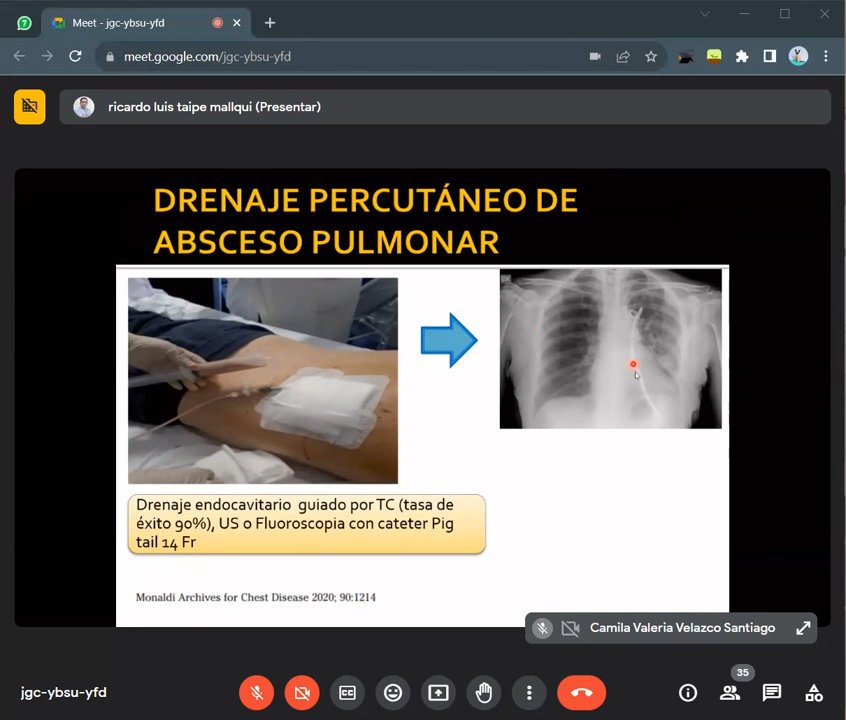 7
Meet - jgc-ybsu-yfd
meet.google.com/jgc-ybsu-yfd
ricardo luis taipe mallqui (Presentar)
DRENAJE PERCUTÁNEO DE
ABSCESO PULMONAR
Drenaje endocavitario guiado por TC (tasa de
éxito 90%), US o Fluoroscopia con cateter Pig
tail 14 Fr
Monaldi Archives for Chest Disease 2020; 90:1214
Camila Valeria Velazco Santiago
jgc-ybsu-yfd
CC
35